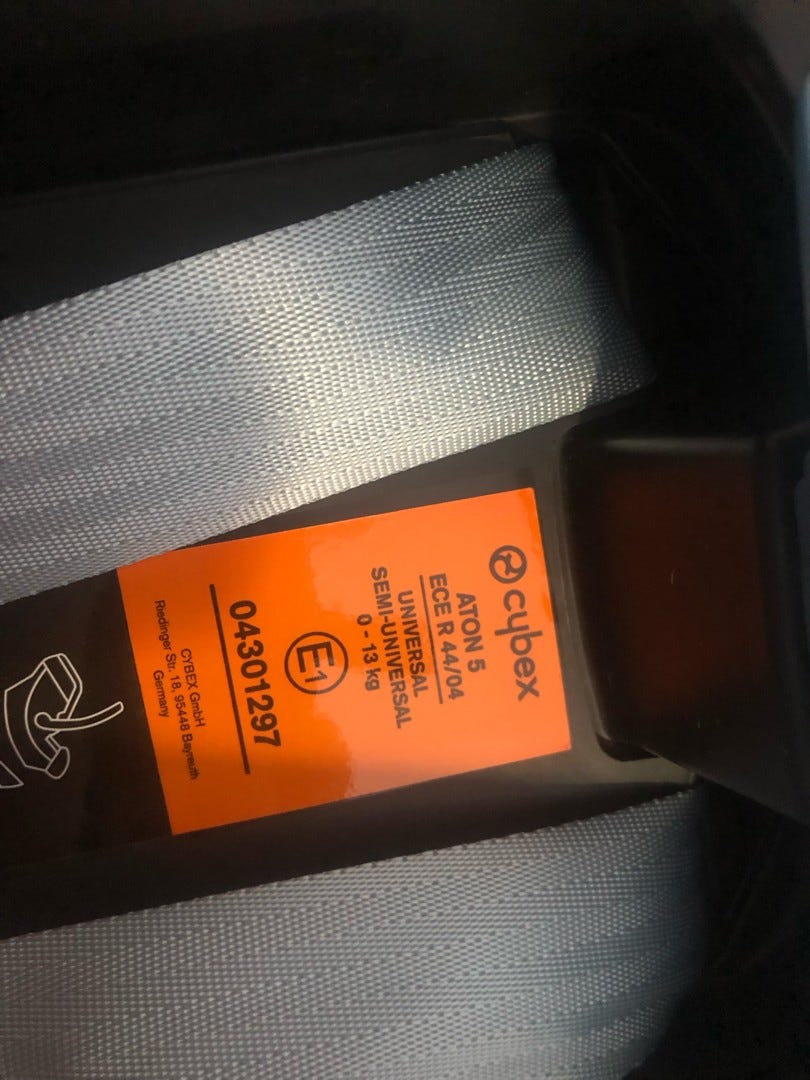 cybex
ATON 5
ECE R 44/04
UNIVERSAL
SEMI-UNIVERSAL
0 - 13 kg
E1
04301297
CYBEX GmbH
Riedinger Str. 18, 95448 Bayreuth
Germany